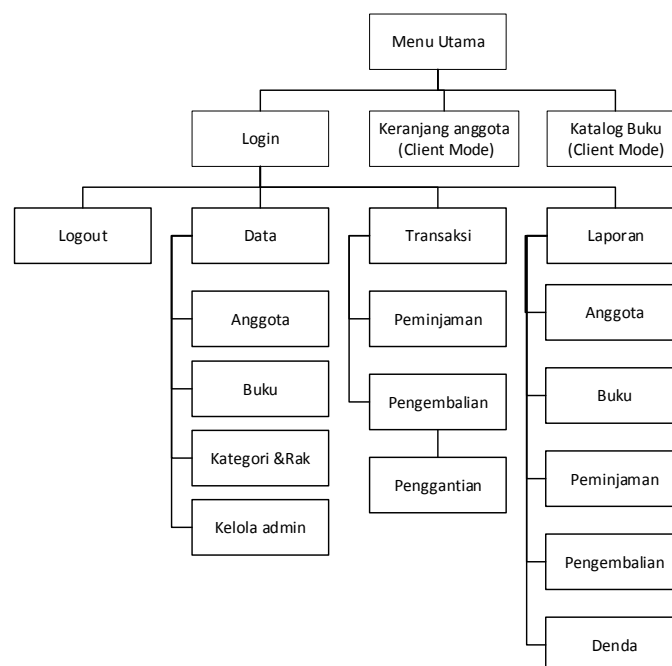 Menu Utama
Login
Keranjang anggota
(Client Mode)
Katalog Buku
(Client Mode)
Logout
Data
Transaksi
Laporan
Anggota
Buku
Kategori &Rak
Kelola admin
Peminjaman
Pengembalian
Penggantian
Anggota
Buku
Peminjaman
Pengembalian
Denda